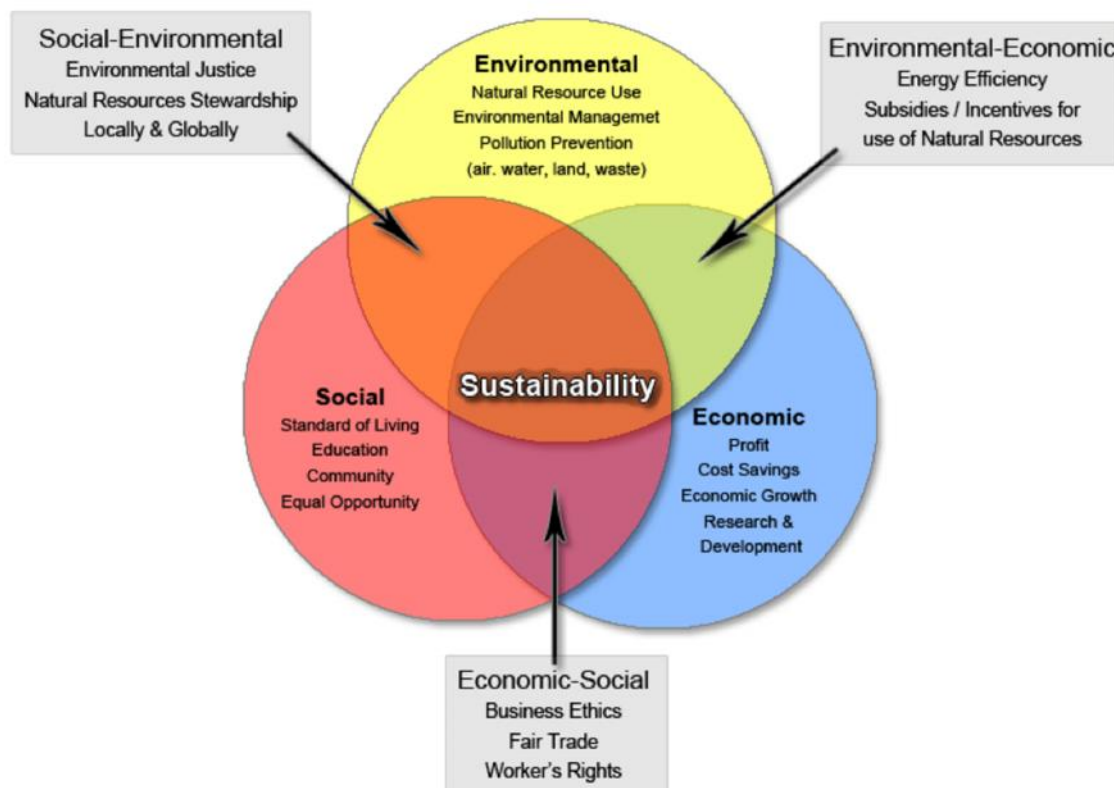 Social-Environmental
Environmental Justice
Natural Resources Stewardship
Locally & Globally
Environmental
Natural Resource Use
Environmental Managemet
Pollution Prevention
(air. water, land, waste)
Environmental-Economic
Energy Efficiency
Subsidies / Incentives for
use of Natural Resources
Sustainability
Social
Standard of Living
Education
Community
Equal Opportunity
Economic
Profit
Cost Savings
Economic Growth
Research &
Development
Economic-Social
Business Ethics
Fair Trade
Worker's Rights